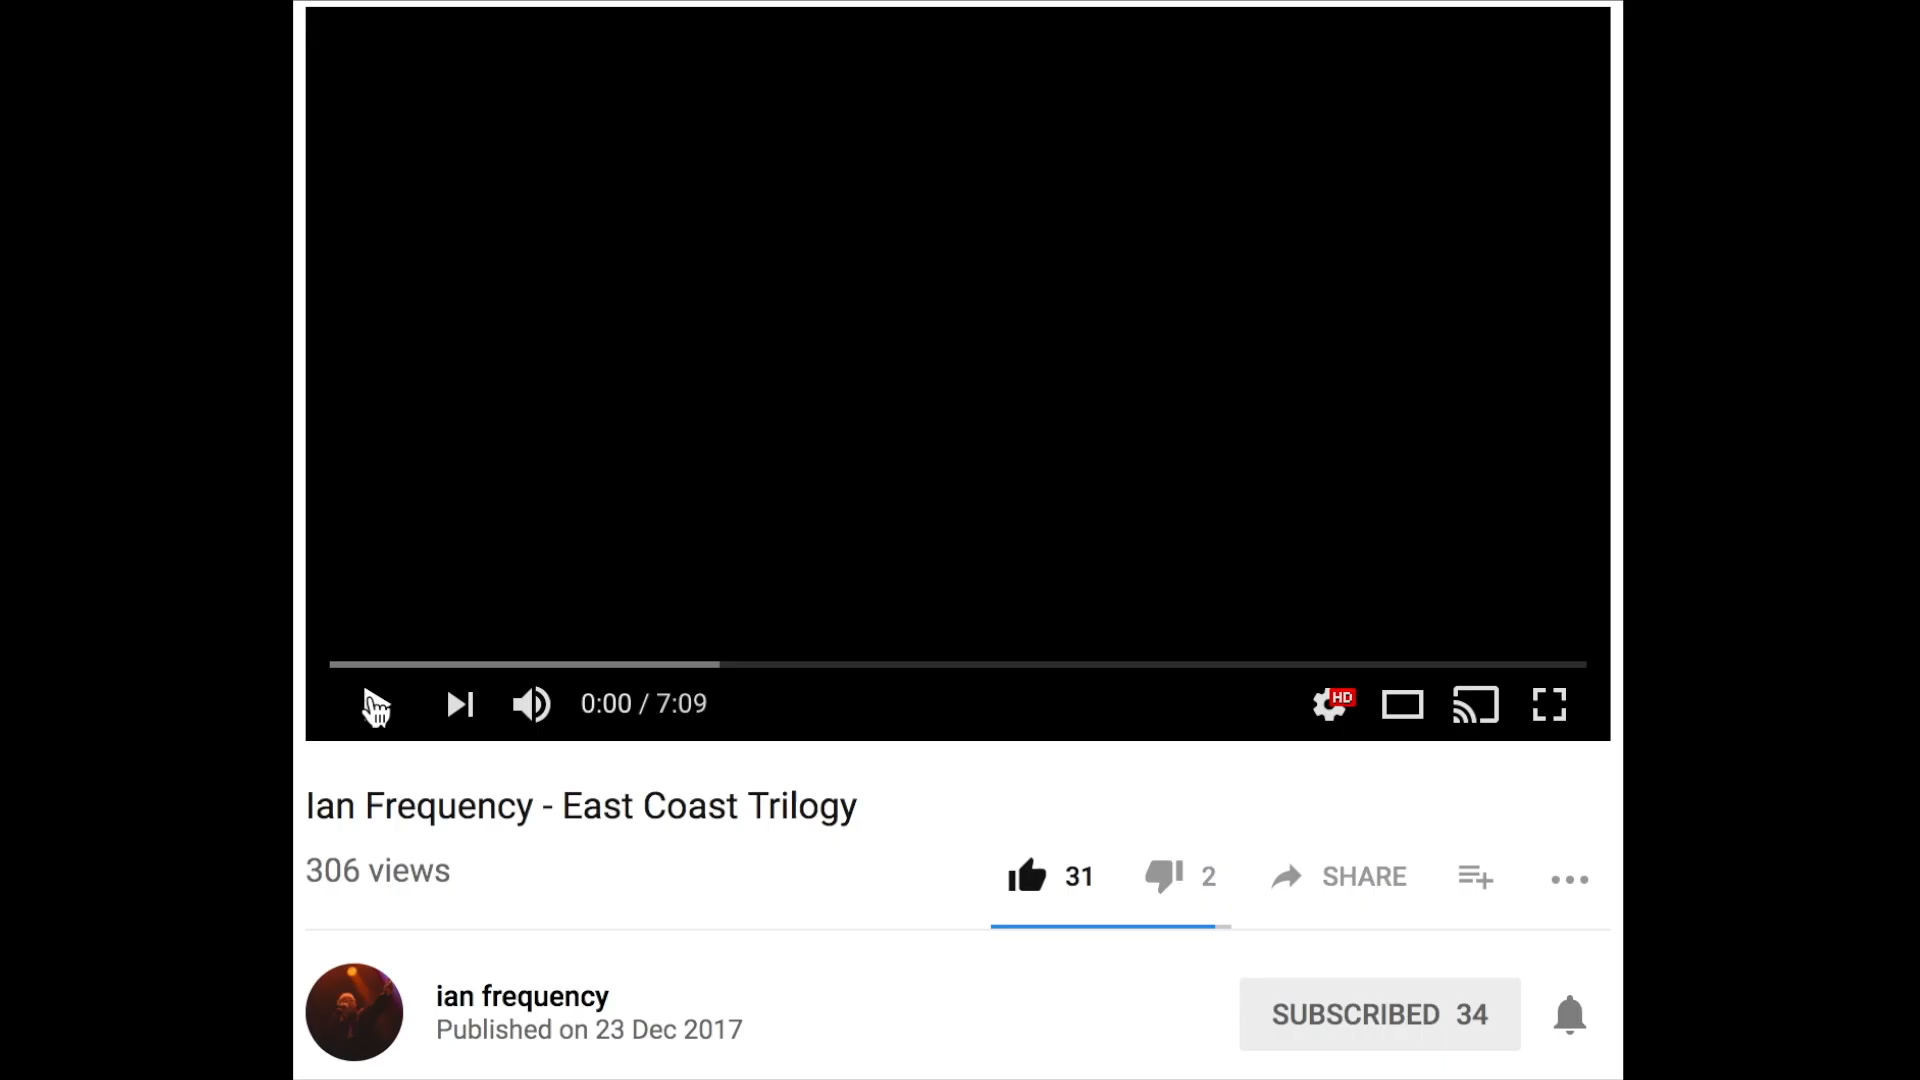 0:00 / 7:09
HD
Ian Frequency - East Coast Trilogy
306 views
31
2
SHARE
ian frequency
Published on 23 Dec 2017
SUBSCRIBED 34